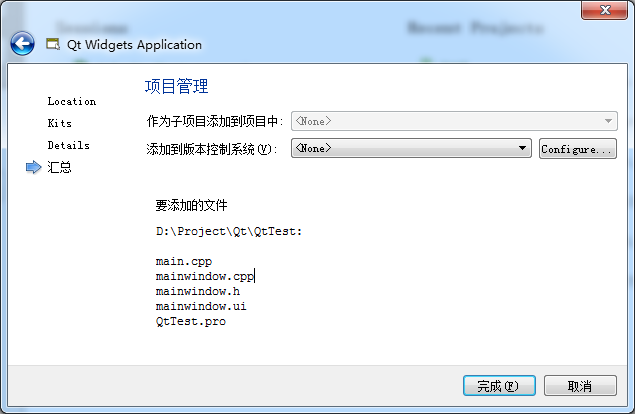 Sessions
Recent Projects
Qt Widgets Application
项目管理
Location
Kits
Details
汇总
作为子项目添加到项目中:
<None>
添加到版本控制系统(V):
<None>
Configure...
要添加的文件
D:\Project\Qt\QtTest:
main.cpp
mainwindow.cpp
mainwindow.h
mainwindow.ui
QtTest.pro
完成(F)
取消